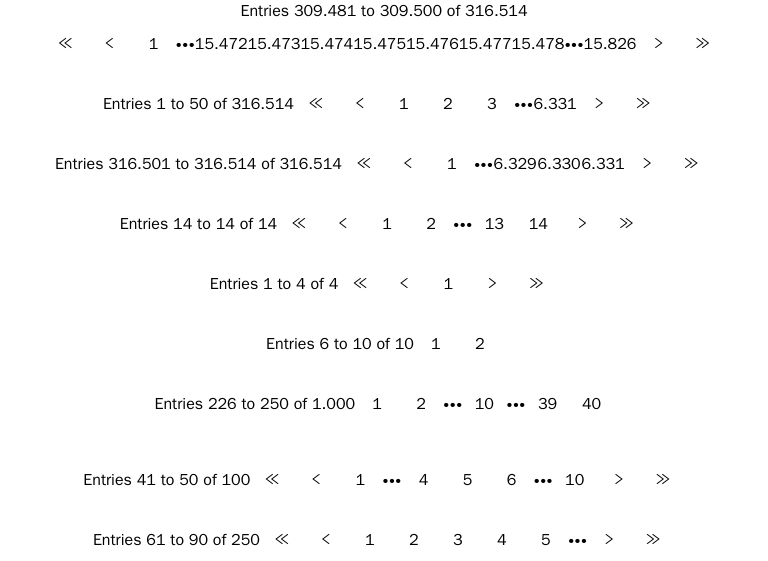 Entries 309.481 to 309.500 of 316.514
≪ < 1 •••15.47215.47315.47415.47515.47615.47715.478•••15.826 > ≫
Entries 1 to 50 of 316.514 ≪ < 1 2 3 •••6.331 > ≫
Entries 316.501 to 316.514 of 316.514 ≪ < 1 •••6.3296.3306.331 > ≫
Entries 14 to 14 of 14 ≪ < 1 2 ••• 13 14 > ≫
Entries 1 to 4 of 4 ≪ < 1 > ≫
Entries 6 to 10 of 10 1 2
Entries 226 to 250 of 1.000 1 2 ••• 10 ••• 39 40
Entries 41 to 50 of 100 ≪ < 1 ••• 4 5 6 ••• 10 > ≫
Entries 61 to 90 of 250 ≪ < 1 2 3 4 5 ••• > ≫